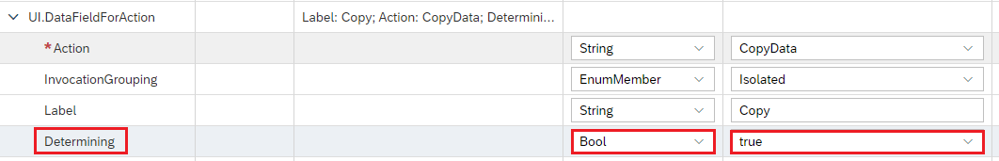 UI.DataFieldForAction Label: Copy; Action: CopyData; Determini...
*Action String CopyData
InvocationGrouping EnumMember Isolated
Label String Copy
Determining Bool true